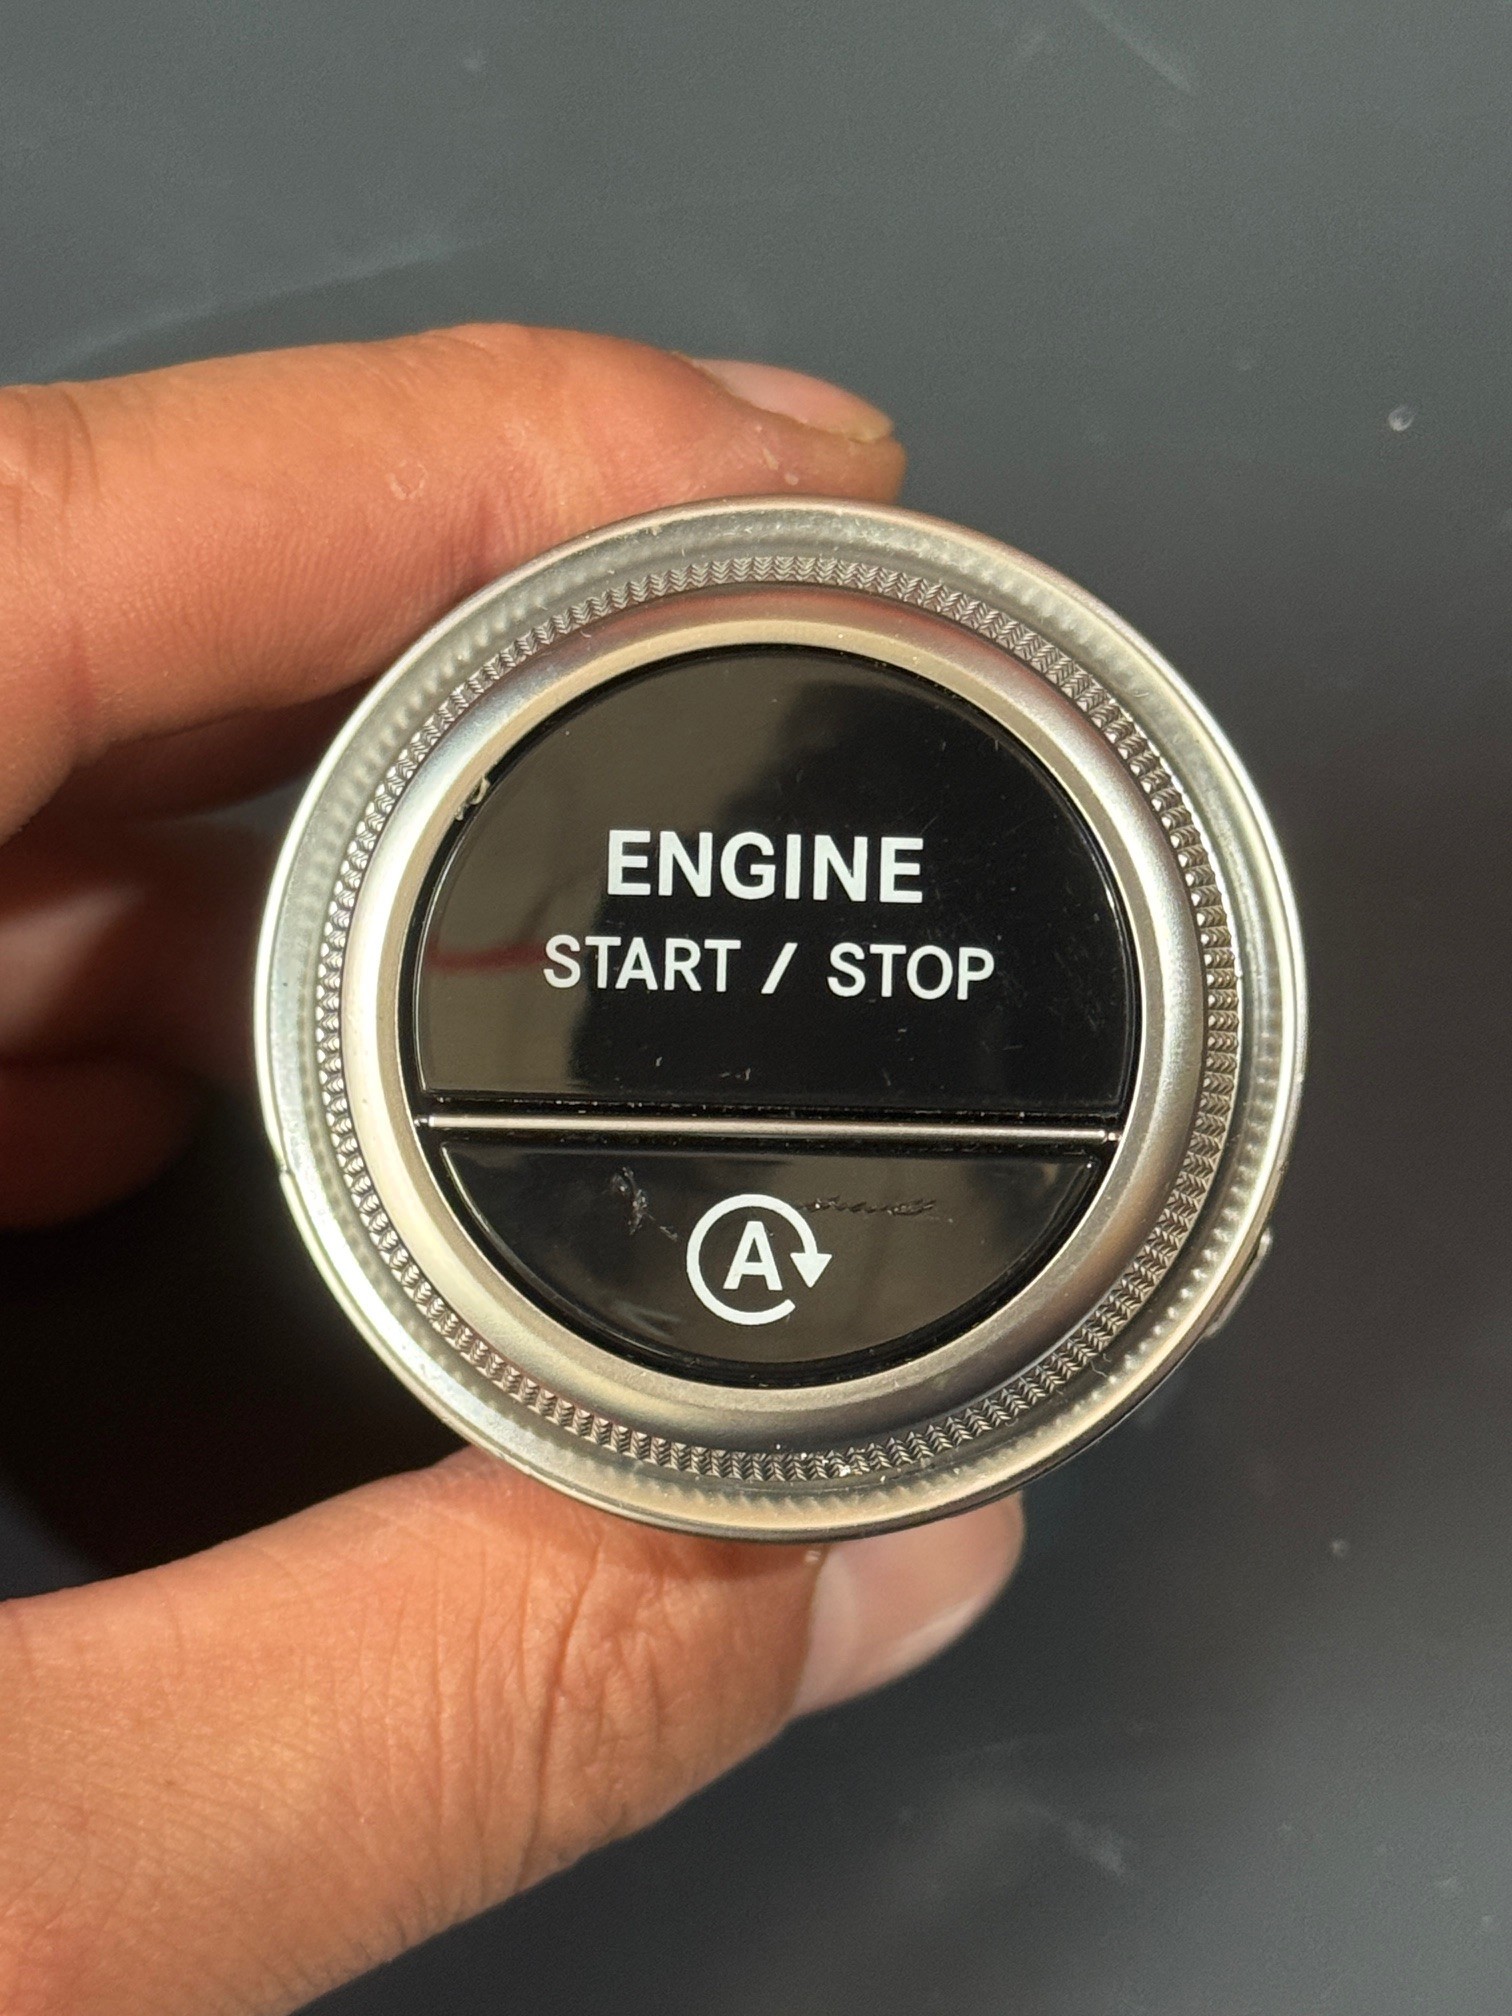 ENGINE
START / STOP
A